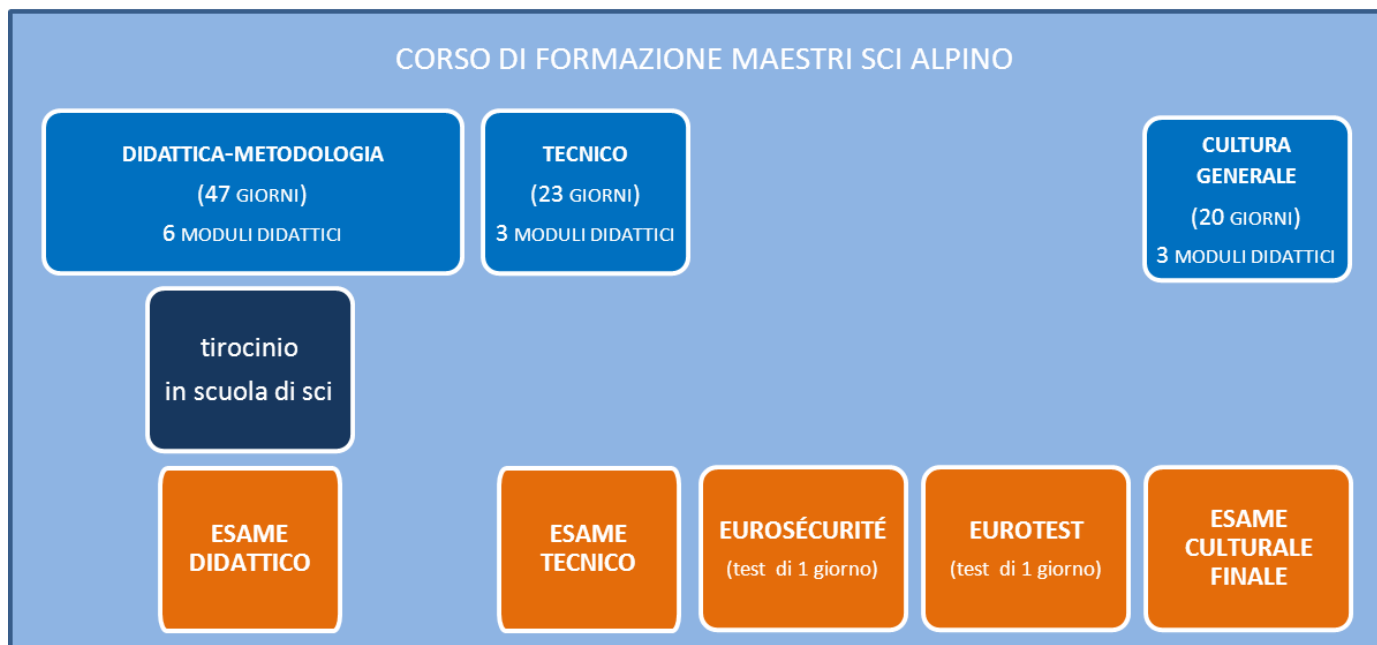 CORSO DI FORMAZIONE MAESTRI SCI ALPINO
DIDATTICA-METODOLOGIA
(47 GIORNI)
6 MODULI DIDATTICI
TECNICO
(23 GIORNI)
3 MODULI DIDATTICI
CULTURA
GENERALE
(20 GIORNI)
3 MODULI DIDATTICI
tirocinio
in scuola di sci
ESAME
DIDATTICO
ESAME
TECNICO
EUROSÉCURITÉ
(test di 1 giorno)
EUROTEST
(test di 1 giorno)
ESAME
CULTURALE
FINALE